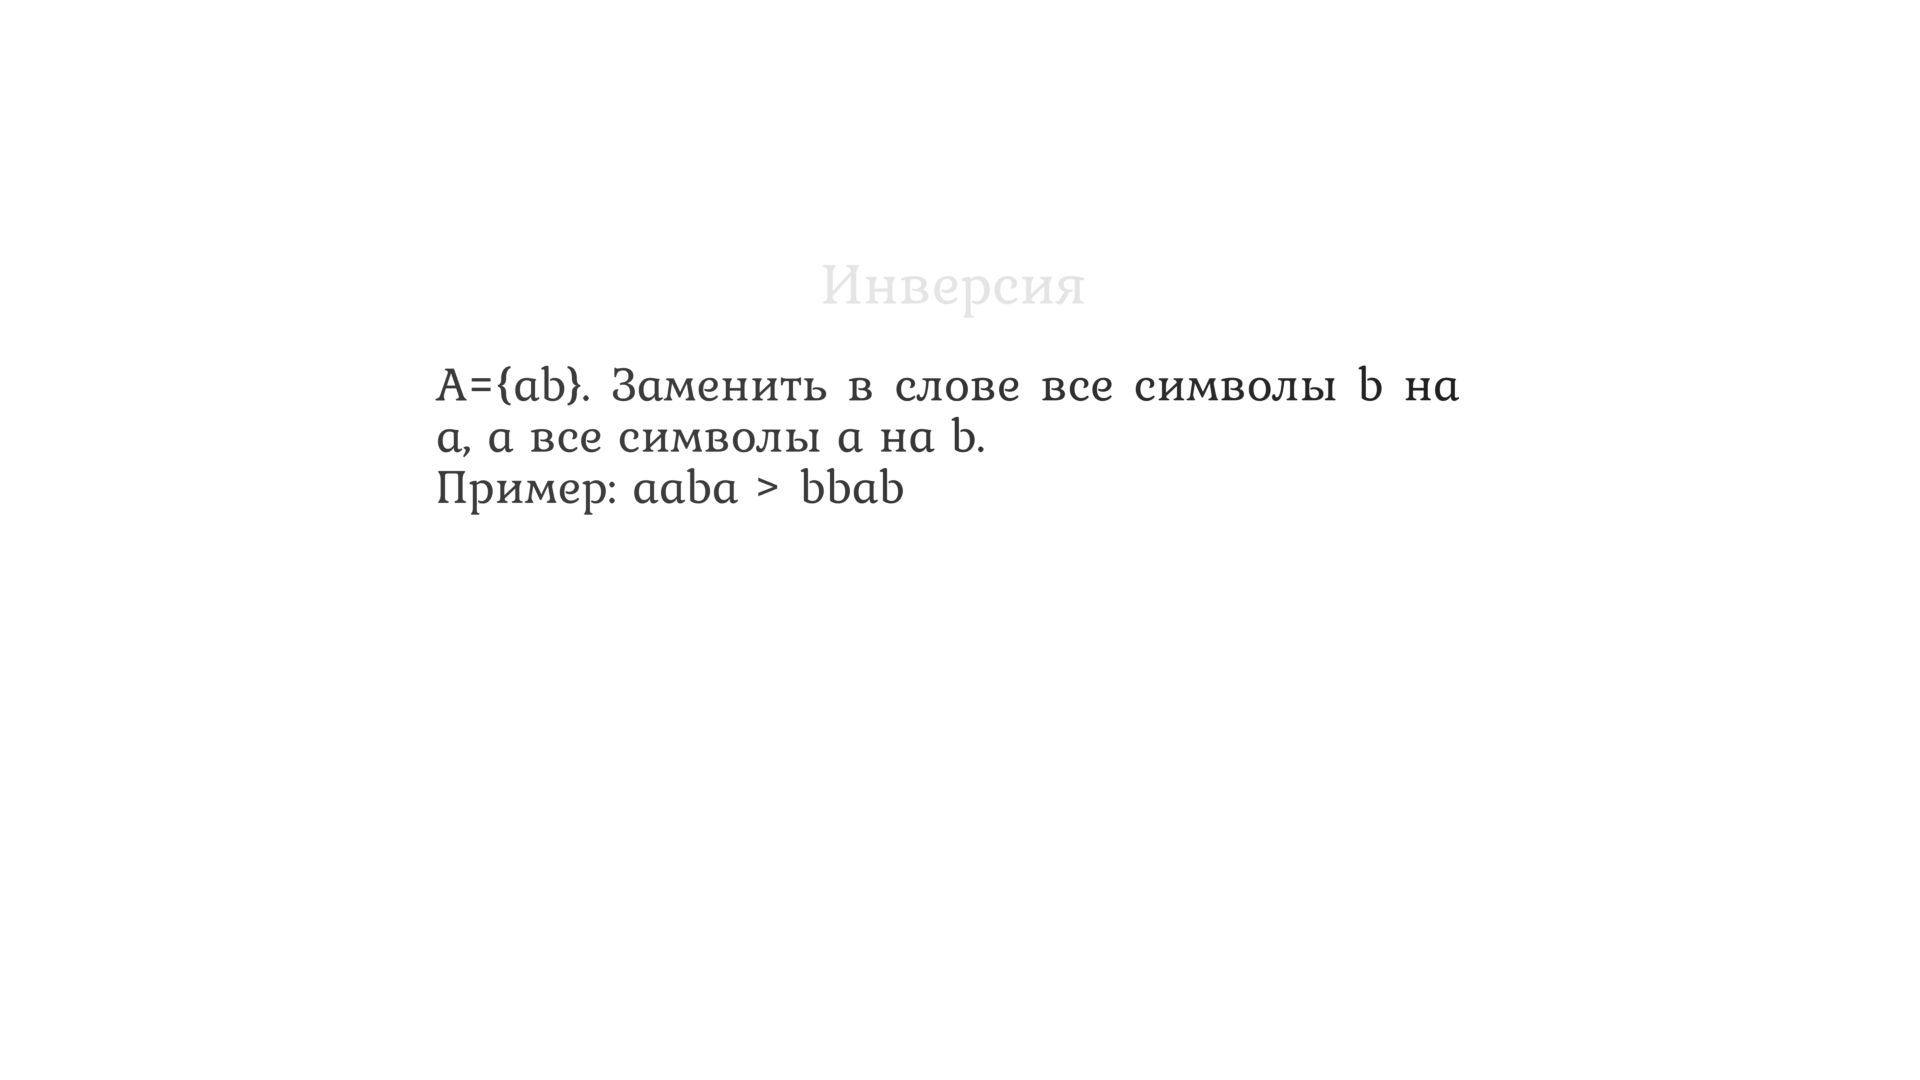 Инверсия
A={ab}. Заменить в слове все символы b на
a, а все символы a на b.
Пример: aaba > bbab